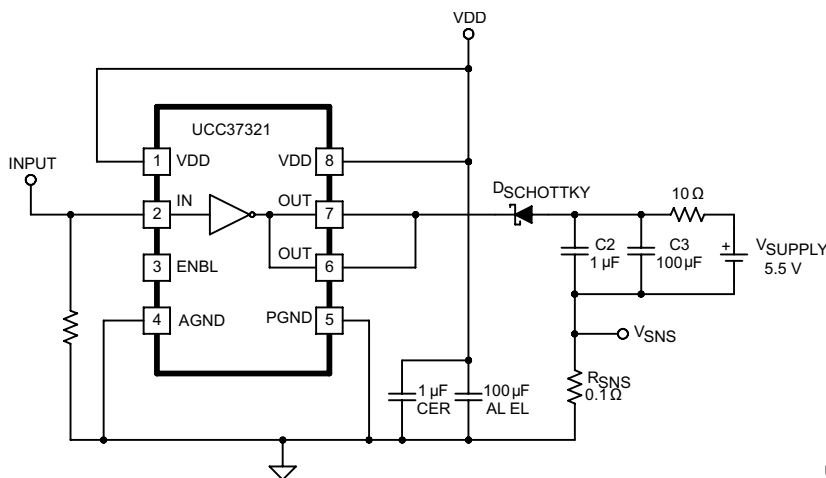 VDD
UCC37321
INPUT
1 VDD
VDD 8
2 IN
OUT 7
DSCHOTTKY
10 Ω
3 ENBL
OUT 6
C2
1 µF
C3
100 µF
+
VSUPPLY
5.5 V
4 AGND
PGND 5
VSNS
1 µF
CER
100 µF
AL EL
RSNS
0.1 Ω